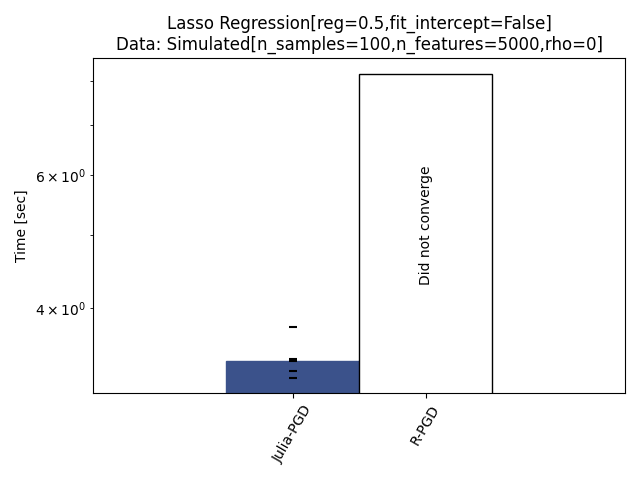 Lasso Regression[reg=0.5,fit_intercept=False]
Data: Simulated[n_samples=100,n_features=5000,rho=0]
Time [sec]
6 × 10⁰
4 × 10⁰
Did not converge
Julia-PGD
R-PGD